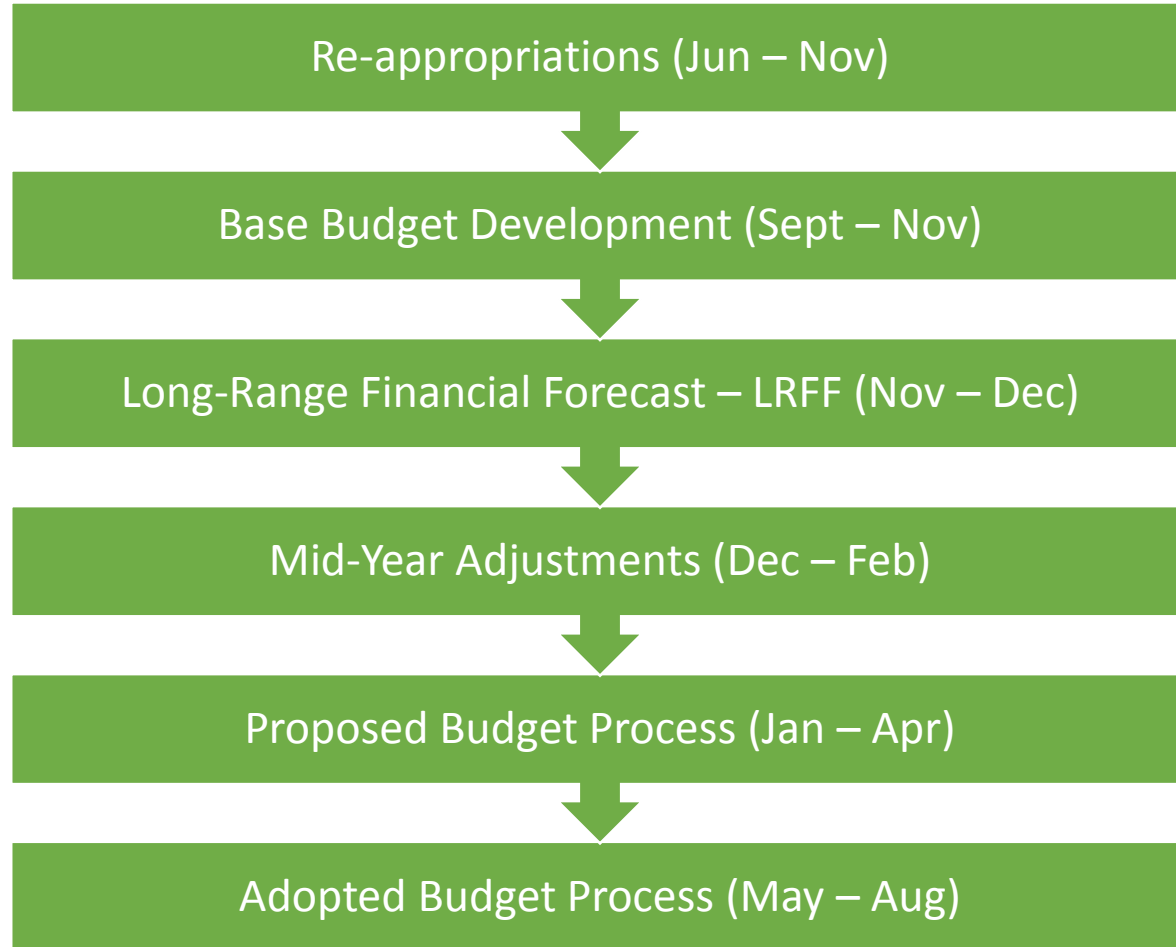 Re-appropriations (Jun – Nov)
Base Budget Development (Sept – Nov)
Long-Range Financial Forecast – LRFF (Nov – Dec)
Mid-Year Adjustments (Dec – Feb)
Proposed Budget Process (Jan – Apr)
Adopted Budget Process (May – Aug)